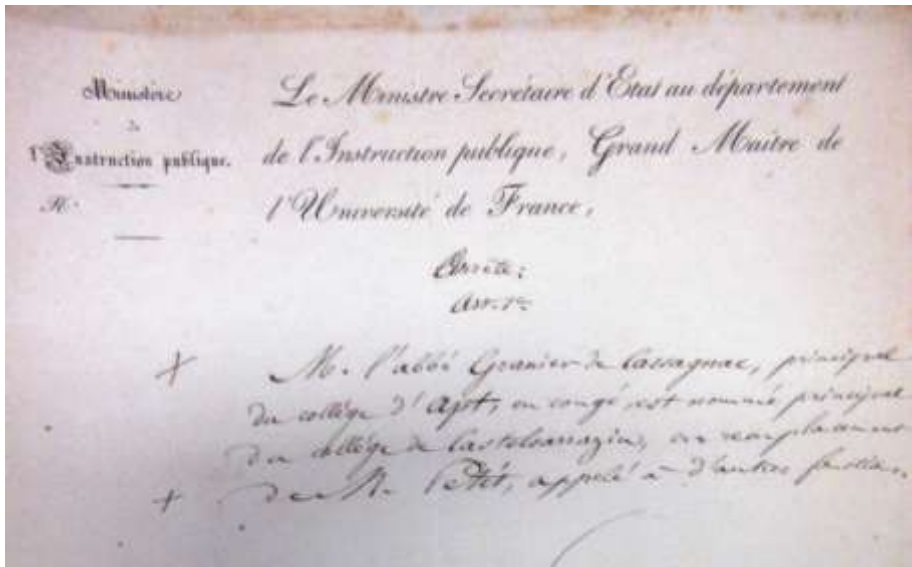 Ministère
de
l'Instruction publique.
N.
Le Ministre Secrétaire d'Etat au département
de l'Instruction publique, Grand Maître de
l'Université de France,
Arrête:
Art. 1er
M. l'abbé Granier de Cassagnac, principal
du collège d'Apt, en congé, est nommé principal
du collège de Castelsarrazin, en remplacement
de M. Petit, appelé à d'autres fonctions.